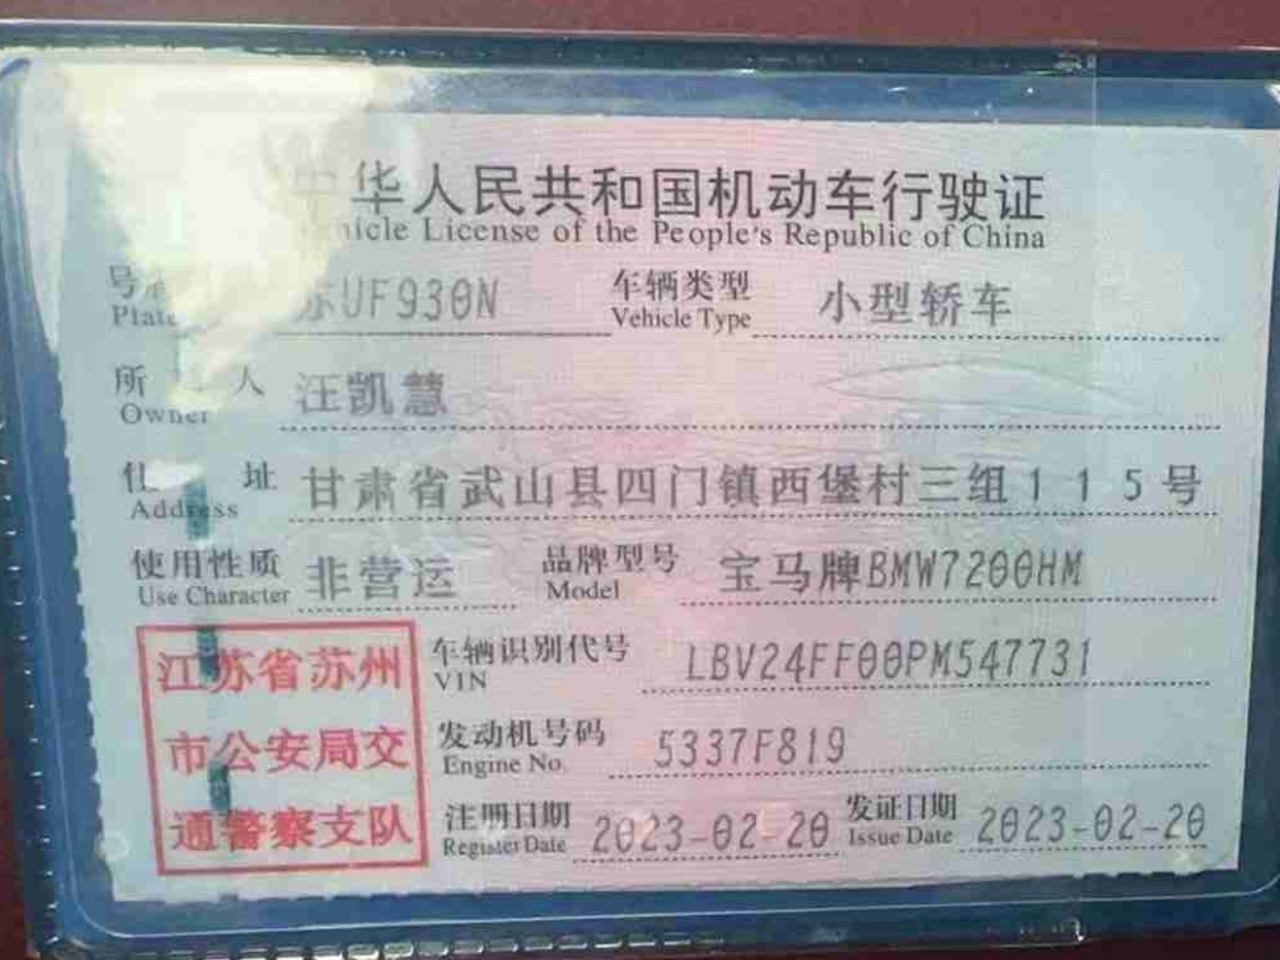 华人民共和国机动车行驶证
hicle License of the People's Republic of China
号 苏UF930N 车辆类型 小型轿车
Plate Vehicle Type
所 人 汪凯慧
Owner
住 址 甘肃省武山县四门镇西堡村三组115号
Address
使用性质 非营运 品牌型号 宝马牌BMW7200HM
Use Character Model
江苏省苏州
市公安局交
通警察支队
车辆识别代号 LBV24FF00PM547731
VIN
发动机号码 5337F819
Engine No.
注册日期 2023-02-20 发证日期 2023-02-20
Register Date Issue Date